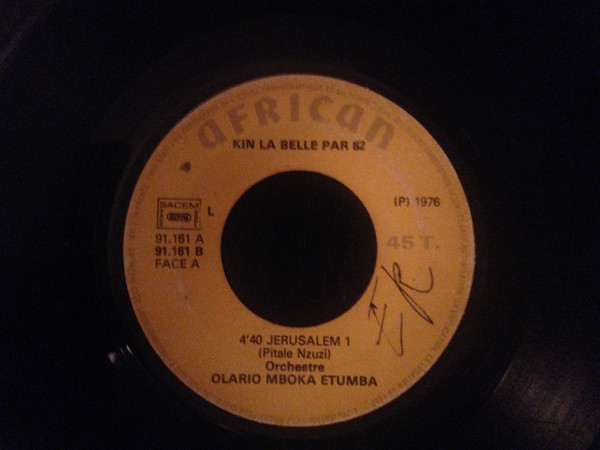 african
KIN LA BELLE PAR 82
SACEM
L
(P) 1976
91.161 A
91.161 B
FACE A
45 T.
4'40 JERUSALEM 1
(Pitale Nzuzi)
Orchestre
OLARIO MBOKA ETUMBA